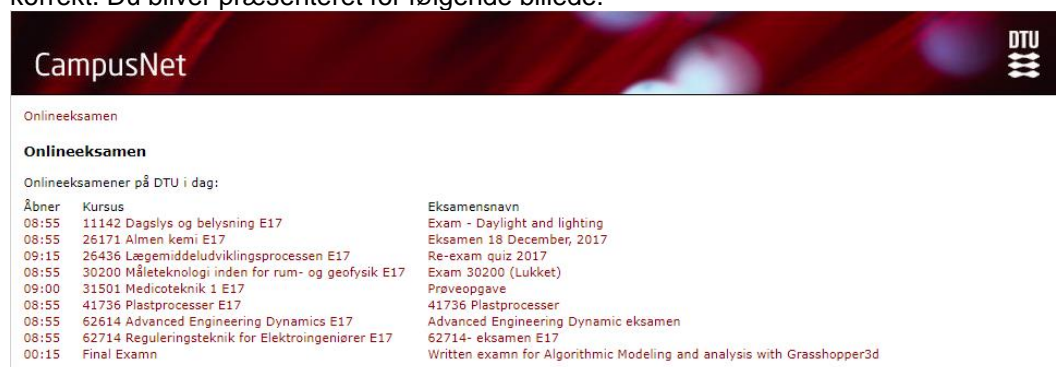 korrekt. Du bliver præsenteret for følgende billede:
CampusNet
DTU
Onlineeksamen
Onlineeksamen
Onlineeksamener på DTU i dag:
Åbner Kursus Eksamensnavn
08:55 11142 Dagslys og belysning E17 Exam - Daylight and lighting
08:55 26171 Almen kemi E17 Eksamen 18 December, 2017
09:15 26436 Lægemiddeludviklingsprocessen E17 Re-exam quiz 2017
08:55 30200 Måleteknologi inden for rum- og geofysik E17 Exam 30200 (Lukket)
09:00 31501 Medicoteknik 1 E17 Prøveopgave
08:55 41736 Plastprocesser E17 41736 Plastprocesser
08:55 62614 Advanced Engineering Dynamics E17 Advanced Engineering Dynamic eksamen
08:55 62714 Reguleringsteknik for Elektroingeniører E17 62714- eksamen E17
00:15 Final Examn Written examn for Algorithmic Modeling and analysis with Grasshopper3d